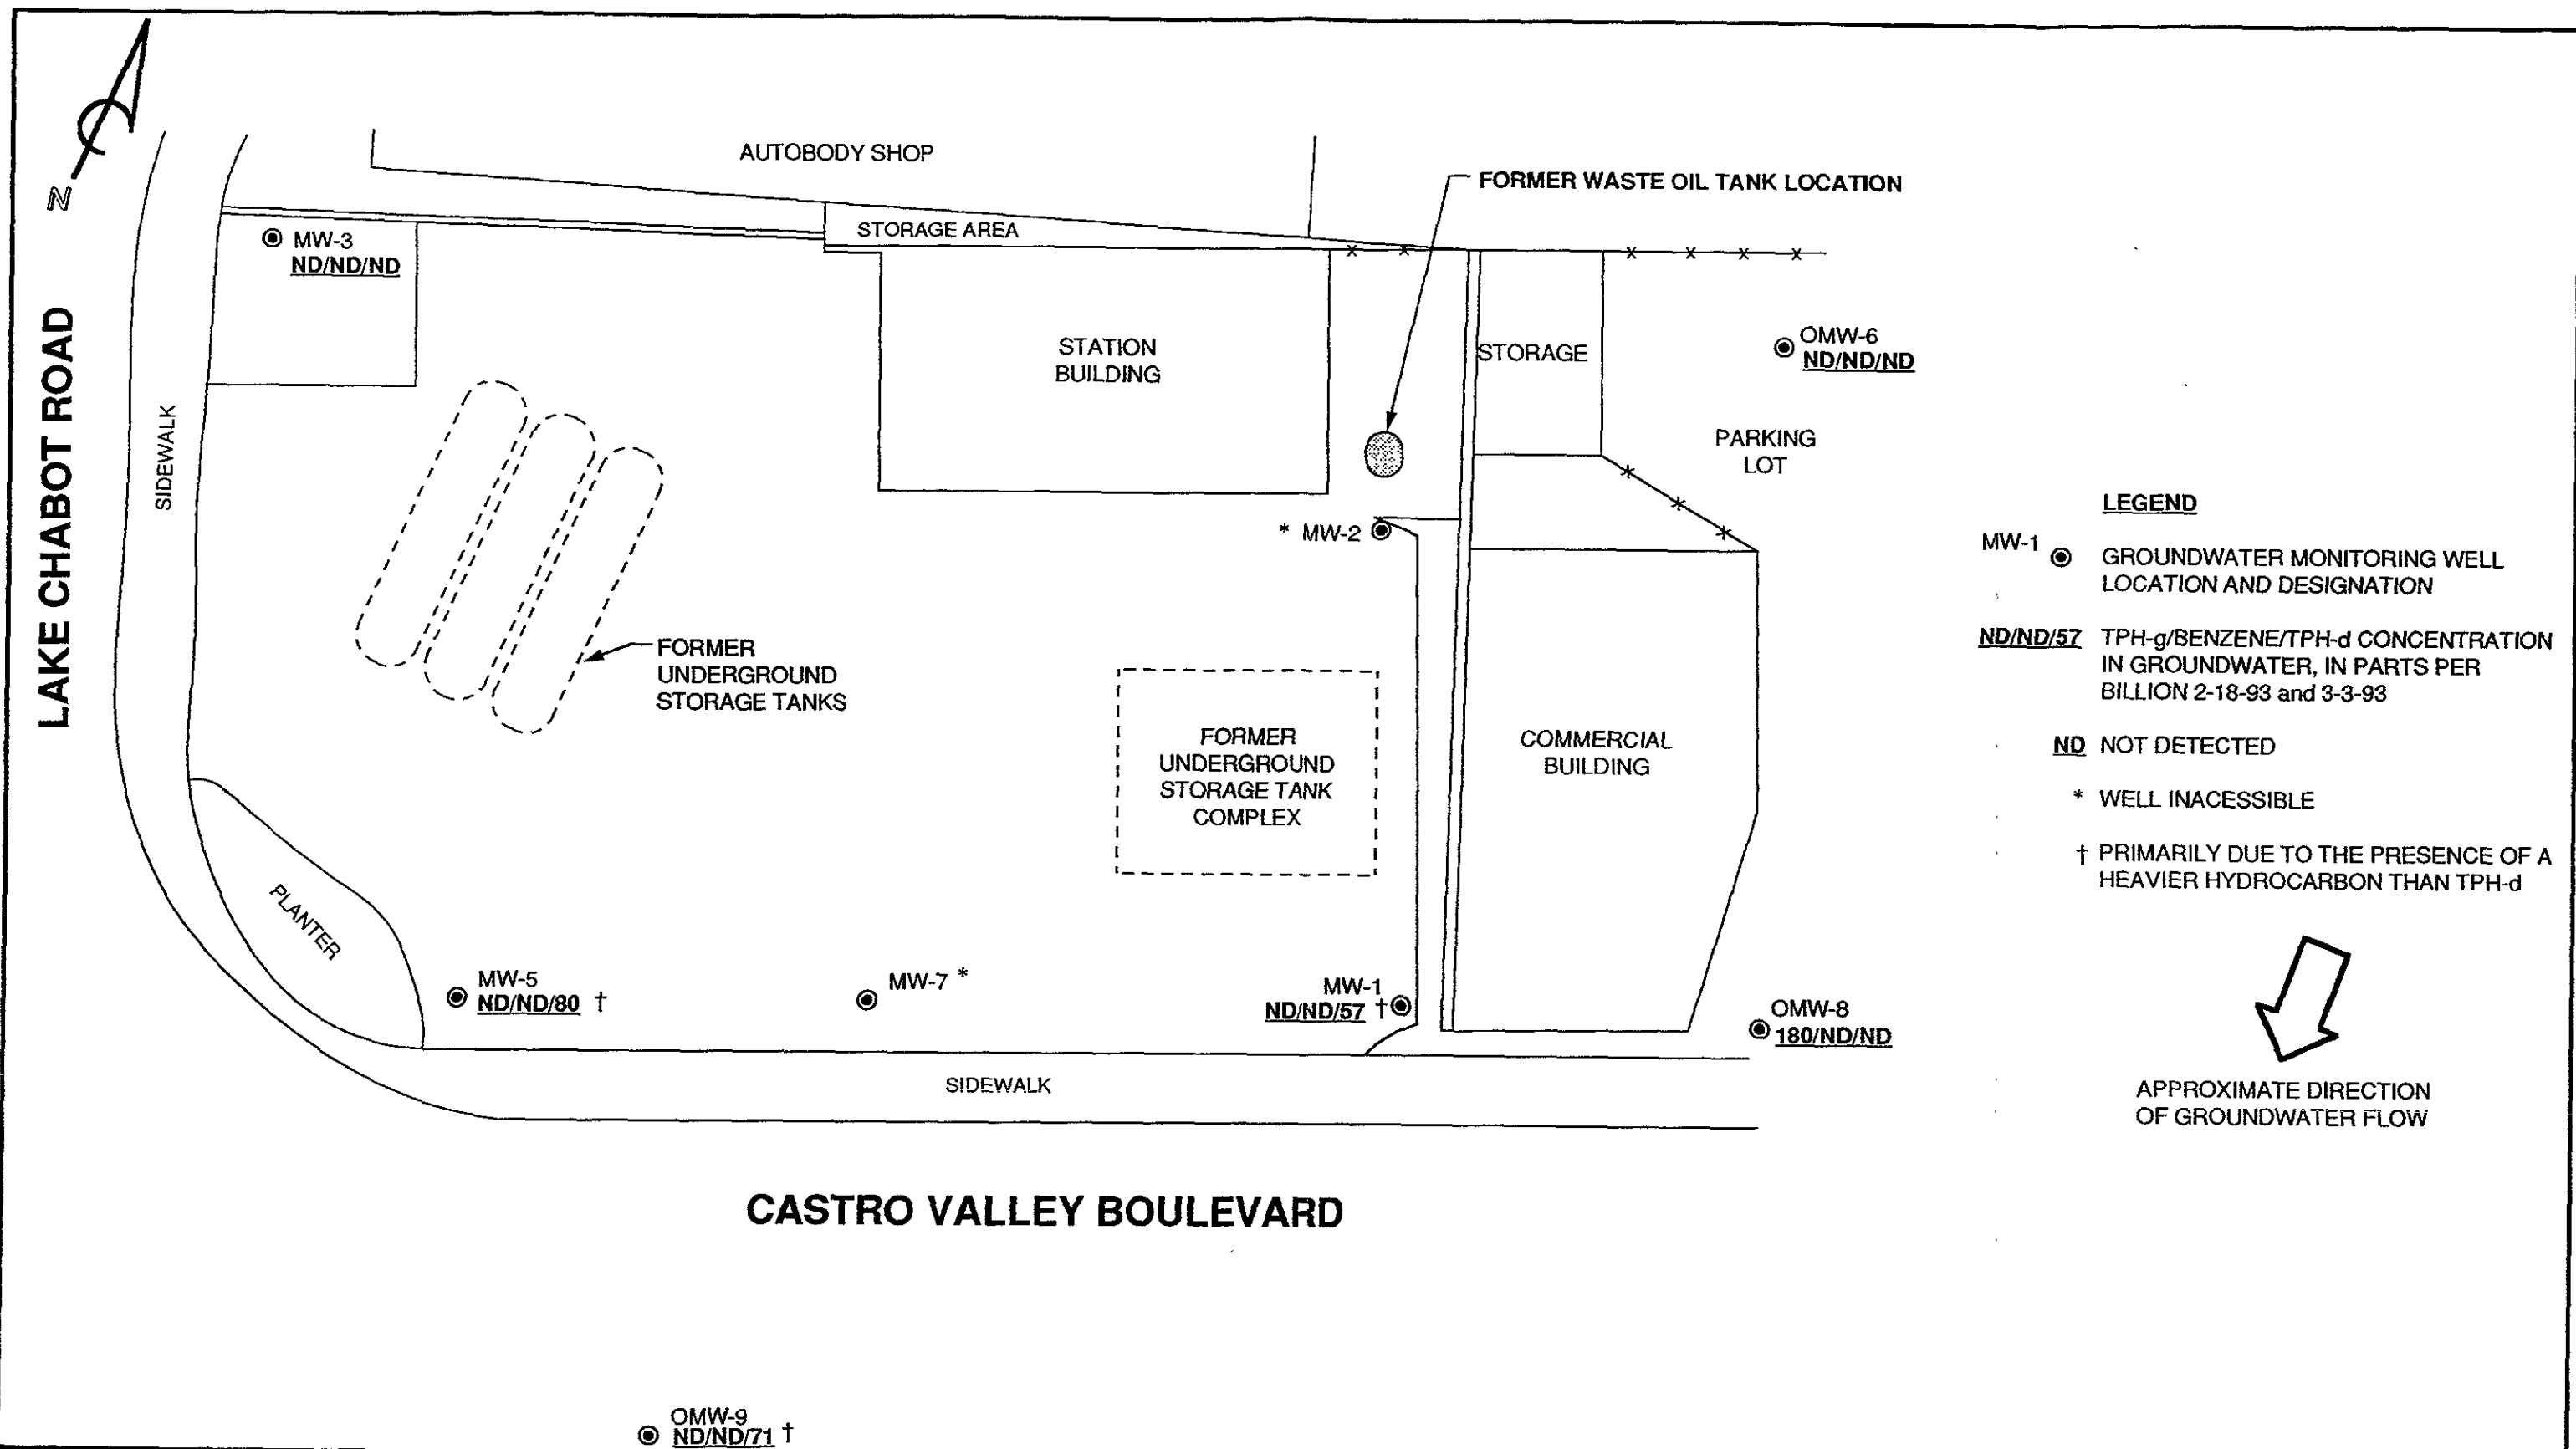 AUTOBODY SHOP
FORMER WASTE OIL TANK LOCATION
N
STORAGE AREA
MW-3
ND/ND/ND
LAKE CHABOT ROAD
SIDEWALK
STATION
BUILDING
STORAGE
OMW-6
ND/ND/ND
PARKING
LOT
* MW-2
FORMER
UNDERGROUND
STORAGE TANKS
FORMER
UNDERGROUND
STORAGE TANK
COMPLEX
COMMERCIAL
BUILDING
PLANTER
MW-5
ND/ND/80 †
MW-7 *
MW-1
ND/ND/57 †
OMW-8
180/ND/ND
SIDEWALK
CASTRO VALLEY BOULEVARD
OMW-9
ND/ND/71 †
LEGEND
MW-1 GROUNDWATER MONITORING WELL
LOCATION AND DESIGNATION
ND/ND/57 TPH-g/BENZENE/TPH-d CONCENTRATION
IN GROUNDWATER, IN PARTS PER
BILLION 2-18-93 and 3-3-93
ND NOT DETECTED
* WELL INACESSIBLE
† PRIMARILY DUE TO THE PRESENCE OF A
HEAVIER HYDROCARBON THAN TPH-d
APPROXIMATE DIRECTION
OF GROUNDWATER FLOW